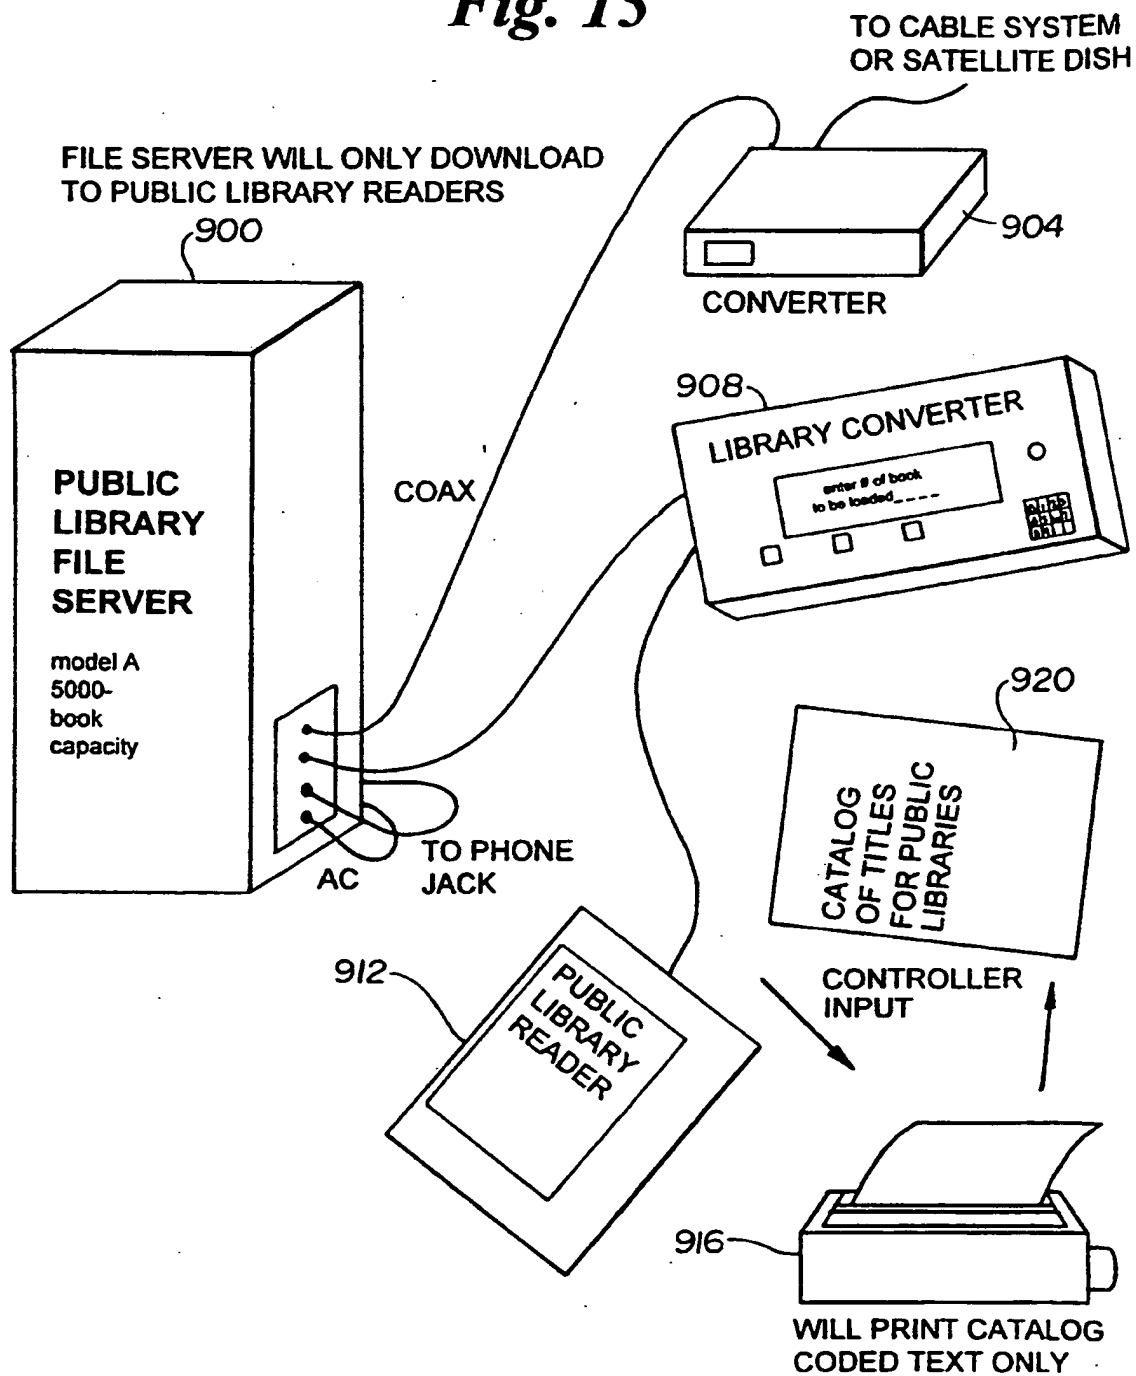 Fig. 15
TO CABLE SYSTEM
OR SATELLITE DISH
FILE SERVER WILL ONLY DOWNLOAD
TO PUBLIC LIBRARY READERS
900
904
CONVERTER
908
LIBRARY CONVERTER
enter # of book
to be loaded_ _ _ _
COAX
PUBLIC
LIBRARY
FILE
SERVER
model A
5000-
book
capacity
AC
TO PHONE
JACK
920
CATALOG
OF TITLES
FOR PUBLIC
LIBRARIES
CONTROLLER
INPUT
912
PUBLIC
LIBRARY
READER
916
WILL PRINT CATALOG
CODED TEXT ONLY